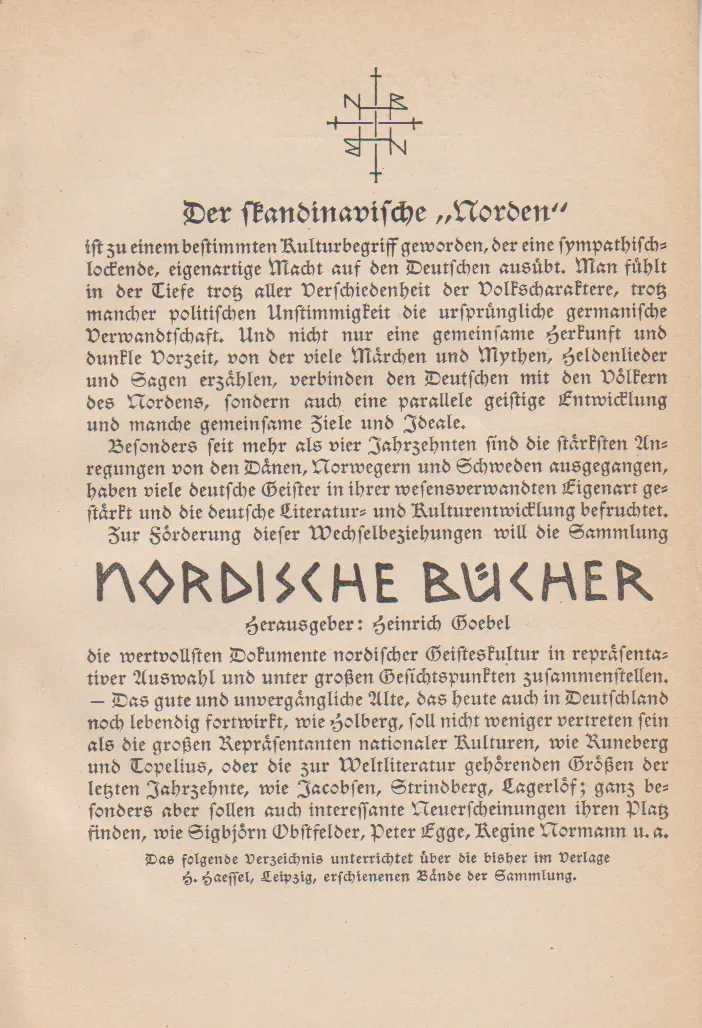 N B
B N
Der skandinavische „Norden“
ist zu einem bestimmten Kulturbegriff geworden, der eine sympathisch-
lockende, eigenartige Macht auf den Deutschen ausübt. Man fühlt
in der Tiefe trotz aller Verschiedenheit der Volkscharaktere, trotz
mancher politischen Unstimmigkeit die ursprüngliche germanische
Verwandtschaft. Und nicht nur eine gemeinsame Herkunft und
dunkle Vorzeit, von der viele Märchen und Mythen, Heldenlieder
und Sagen erzählen, verbinden den Deutschen mit den Völkern
des Nordens, sondern auch eine parallele geistige Entwicklung
und manche gemeinsame Ziele und Ideale.
Besonders seit mehr als vier Jahrzehnten sind die stärksten An-
regungen von den Dänen, Norwegern und Schweden ausgegangen,
haben viele deutsche Geister in ihrer wesensverwandten Eigenart ge-
stärkt und die deutsche Literatur- und Kulturentwicklung befruchtet.
Zur Förderung dieser Wechselbeziehungen will die Sammlung
NORDISCHE BÜCHER
Herausgeber: Heinrich Goebel
die wertvollsten Dokumente nordischer Geisteskultur in repräsenta-
tiver Auswahl und unter großen Gesichtspunkten zusammenstellen.
— Das gute und unvergängliche Alte, das heute auch in Deutschland
noch lebendig fortwirkt, wie Holberg, soll nicht weniger vertreten sein
als die großen Repräsentanten nationaler Kulturen, wie Runeberg
und Topelius, oder die zur Weltliteratur gehörenden Größen der
letzten Jahrzehnte, wie Jacobsen, Strindberg, Lagerlöf; ganz be-
sonders aber sollen auch interessante Neuerscheinungen ihren Platz
finden, wie Sigbjörn Obstfelder, Peter Egge, Regine Normann u. a.
Das folgende Verzeichnis unterrichtet über die bisher im Verlage
H. Haessel, Leipzig, erschienenen Bände der Sammlung.